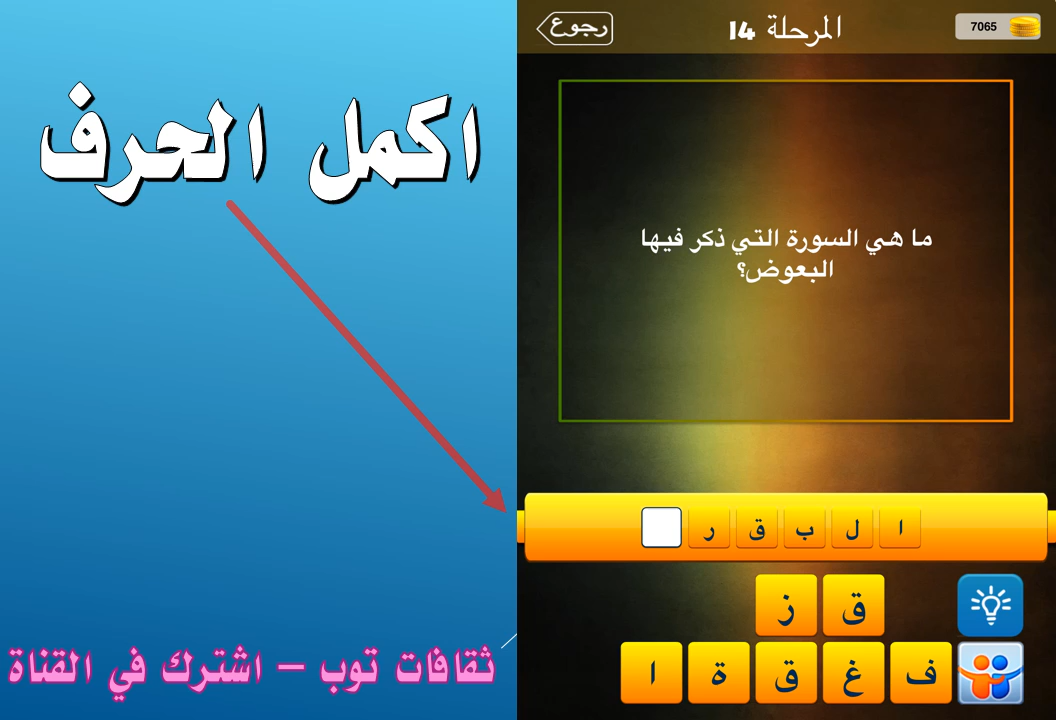 اكمل الحرف
ثقافات توب – اشترك في القناة
رجوع
المرحلة 14
7065
ما هي السورة التي ذكر فيها
البعوض؟
ا ل ب ق ر
ق ز
ف غ ق ة ا